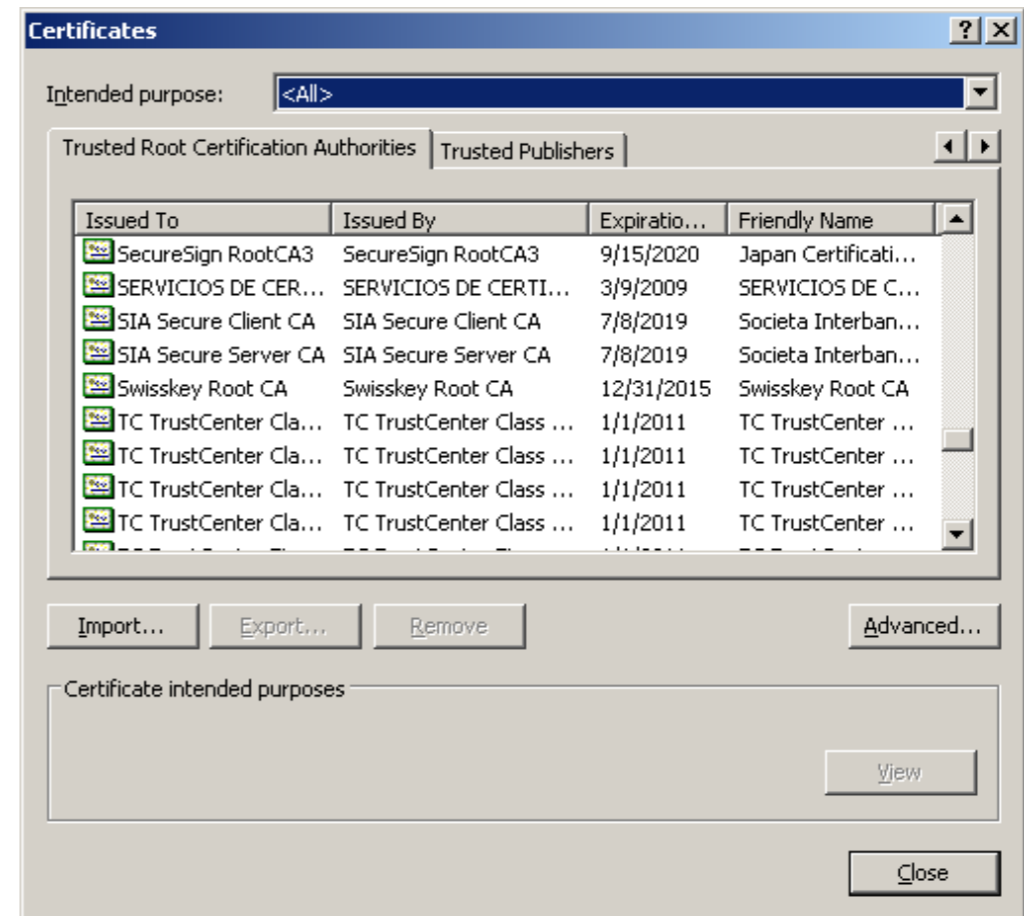 Certificates
Intended purpose: <All>
Trusted Root Certification Authorities Trusted Publishers
Issued To Issued By Expiratio... Friendly Name
SecureSign RootCA3 SecureSign RootCA3 9/15/2020 Japan Certificati...
SERVICIOS DE CER... SERVICIOS DE CERTI... 3/9/2009 SERVICIOS DE C...
SIA Secure Client CA SIA Secure Client CA 7/8/2019 Societa Interban...
SIA Secure Server CA SIA Secure Server CA 7/8/2019 Societa Interban...
Swisskey Root CA Swisskey Root CA 12/31/2015 Swisskey Root CA
TC TrustCenter Cla... TC TrustCenter Class ... 1/1/2011 TC TrustCenter ...
TC TrustCenter Cla... TC TrustCenter Class ... 1/1/2011 TC TrustCenter ...
TC TrustCenter Cla... TC TrustCenter Class ... 1/1/2011 TC TrustCenter ...
TC TrustCenter Cla... TC TrustCenter Class ... 1/1/2011 TC TrustCenter ...
Import... Export... Remove Advanced...
Certificate intended purposes
View
Close